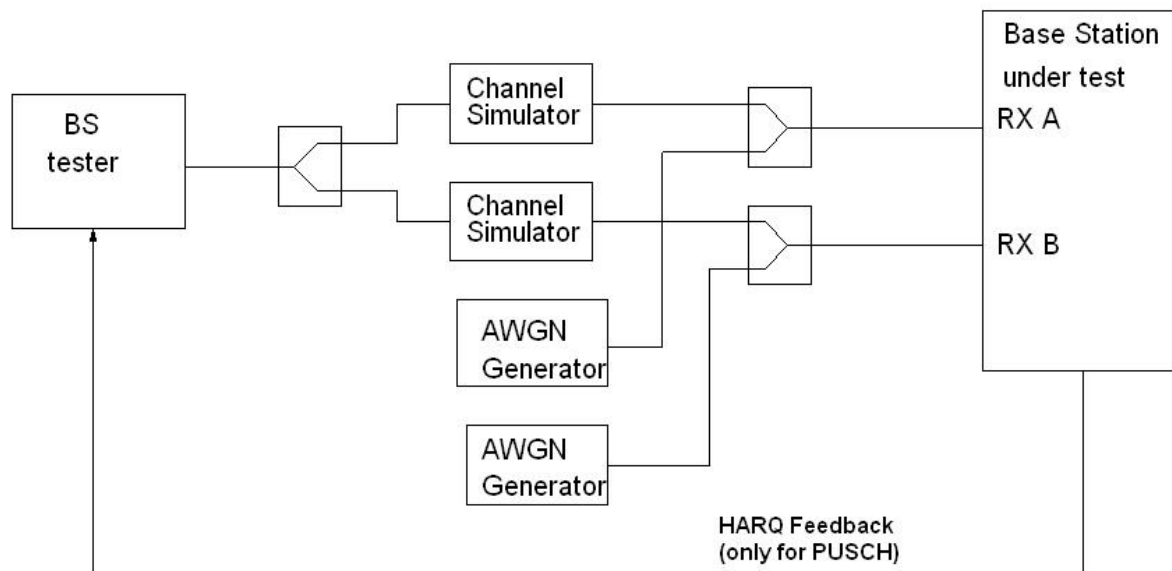 BS
tester
Channel
Simulator
Channel
Simulator
AWGN
Generator
AWGN
Generator
Base Station
under test
RX A
RX B
HARQ Feedback
(only for PUSCH)